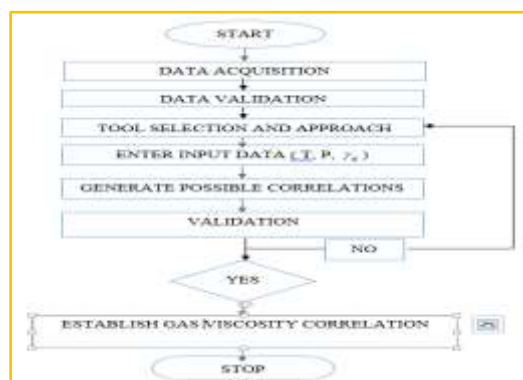 START
DATA ACQUISITION
DATA VALIDATION
TOOL SELECTION AND APPROACH
ENTER INPUT DATA ( T, P, γg )
GENERATE POSSIBLE CORRELATIONS
VALIDATION
NO
YES
ESTABLISH GAS VISCOSITY CORRELATION
STOP